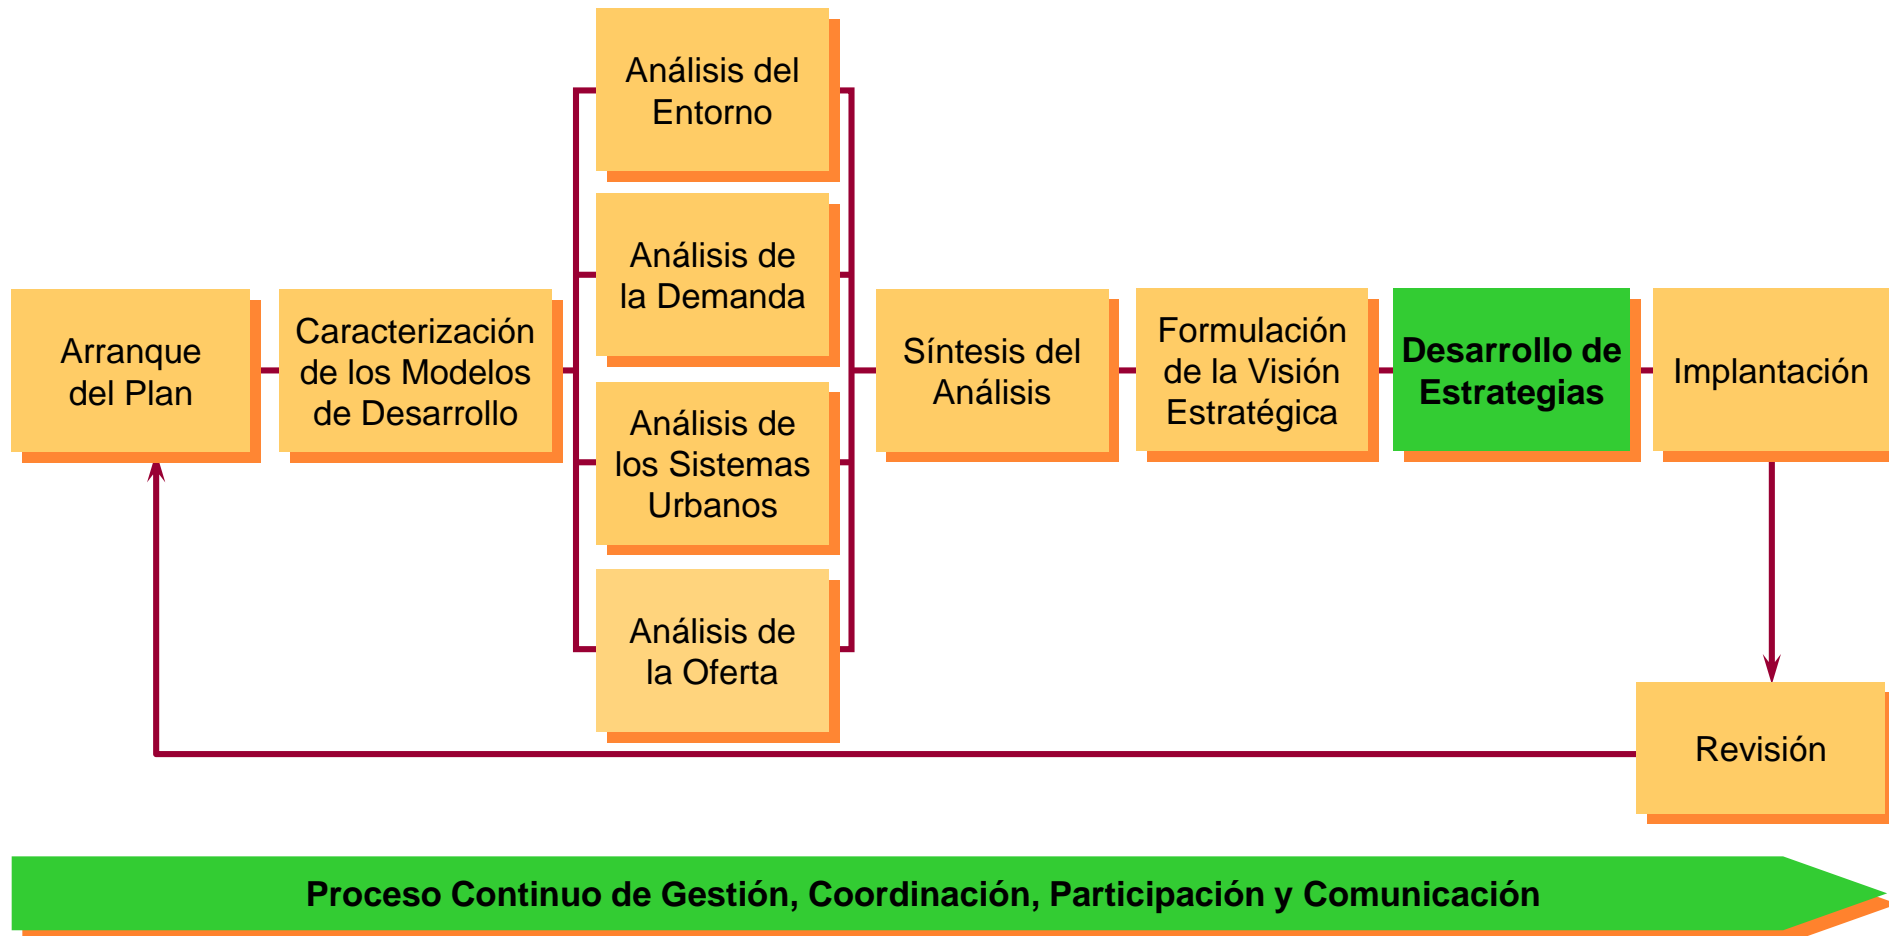 Arranque
del Plan
Caracterización
de los Modelos
de Desarrollo
Análisis del
Entorno
Análisis de
la Demanda
Análisis de
los Sistemas
Urbanos
Análisis de
la Oferta
Síntesis del
Análisis
Formulación
de la Visión
Estratégica
Desarrollo de
Estrategias
Implantación
Revisión
Proceso Continuo de Gestión, Coordinación, Participación y Comunicación